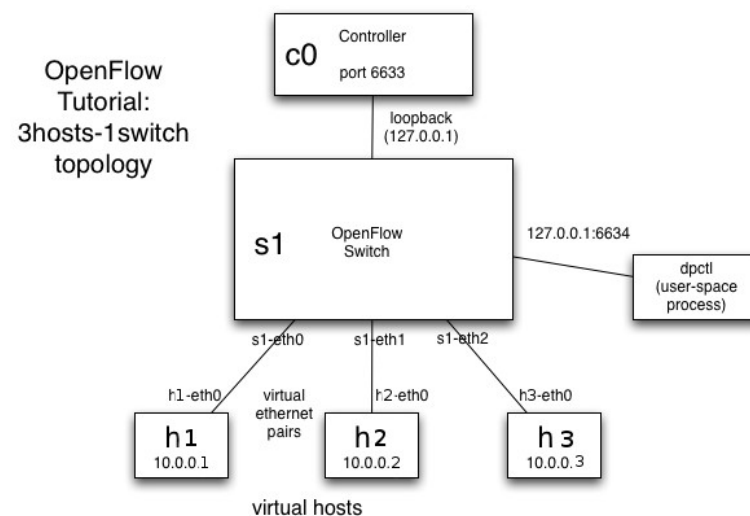 OpenFlow
Tutorial:
3hosts-1switch
topology
c0
Controller
port 6633
loopback
(127.0.0.1)
s1
OpenFlow
Switch
127.0.0.1:6634
dpctl
(user-space
process)
s1-eth0
s1-eth1
s1-eth2
h1-eth0
virtual
ethernet
pairs
h2-eth0
h3-eth0
h1
10.0.0.1
h2
10.0.0.2
h3
10.0.0.3
virtual hosts